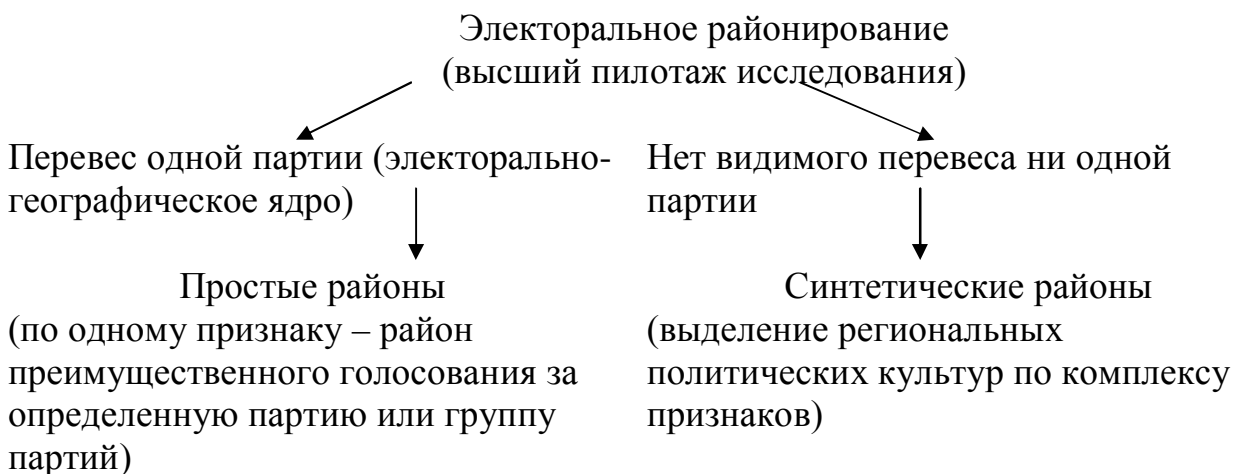 Электоральное районирование
(высший пилотаж исследования)
Перевес одной партии (электорально-
географическое ядро)
Нет видимого перевеса ни одной
партии
Простые районы
(по одному признаку – район
преимущественного голосования за
определенную партию или группу
партий)
Синтетические районы
(выделение региональных
политических культур по комплексу
признаков)